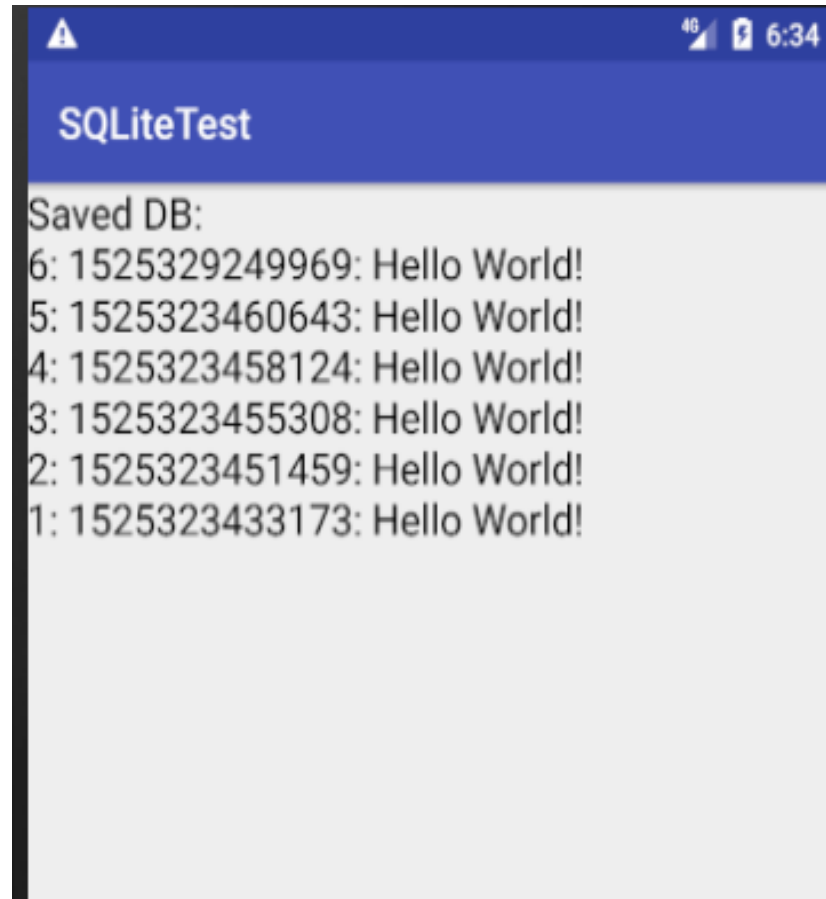 4G 6:34
SQLiteTest
Saved DB:
6: 1525329249969: Hello World!
5: 1525323460643: Hello World!
4: 1525323458124: Hello World!
3: 1525323455308: Hello World!
2: 1525323451459: Hello World!
1: 1525323433173: Hello World!